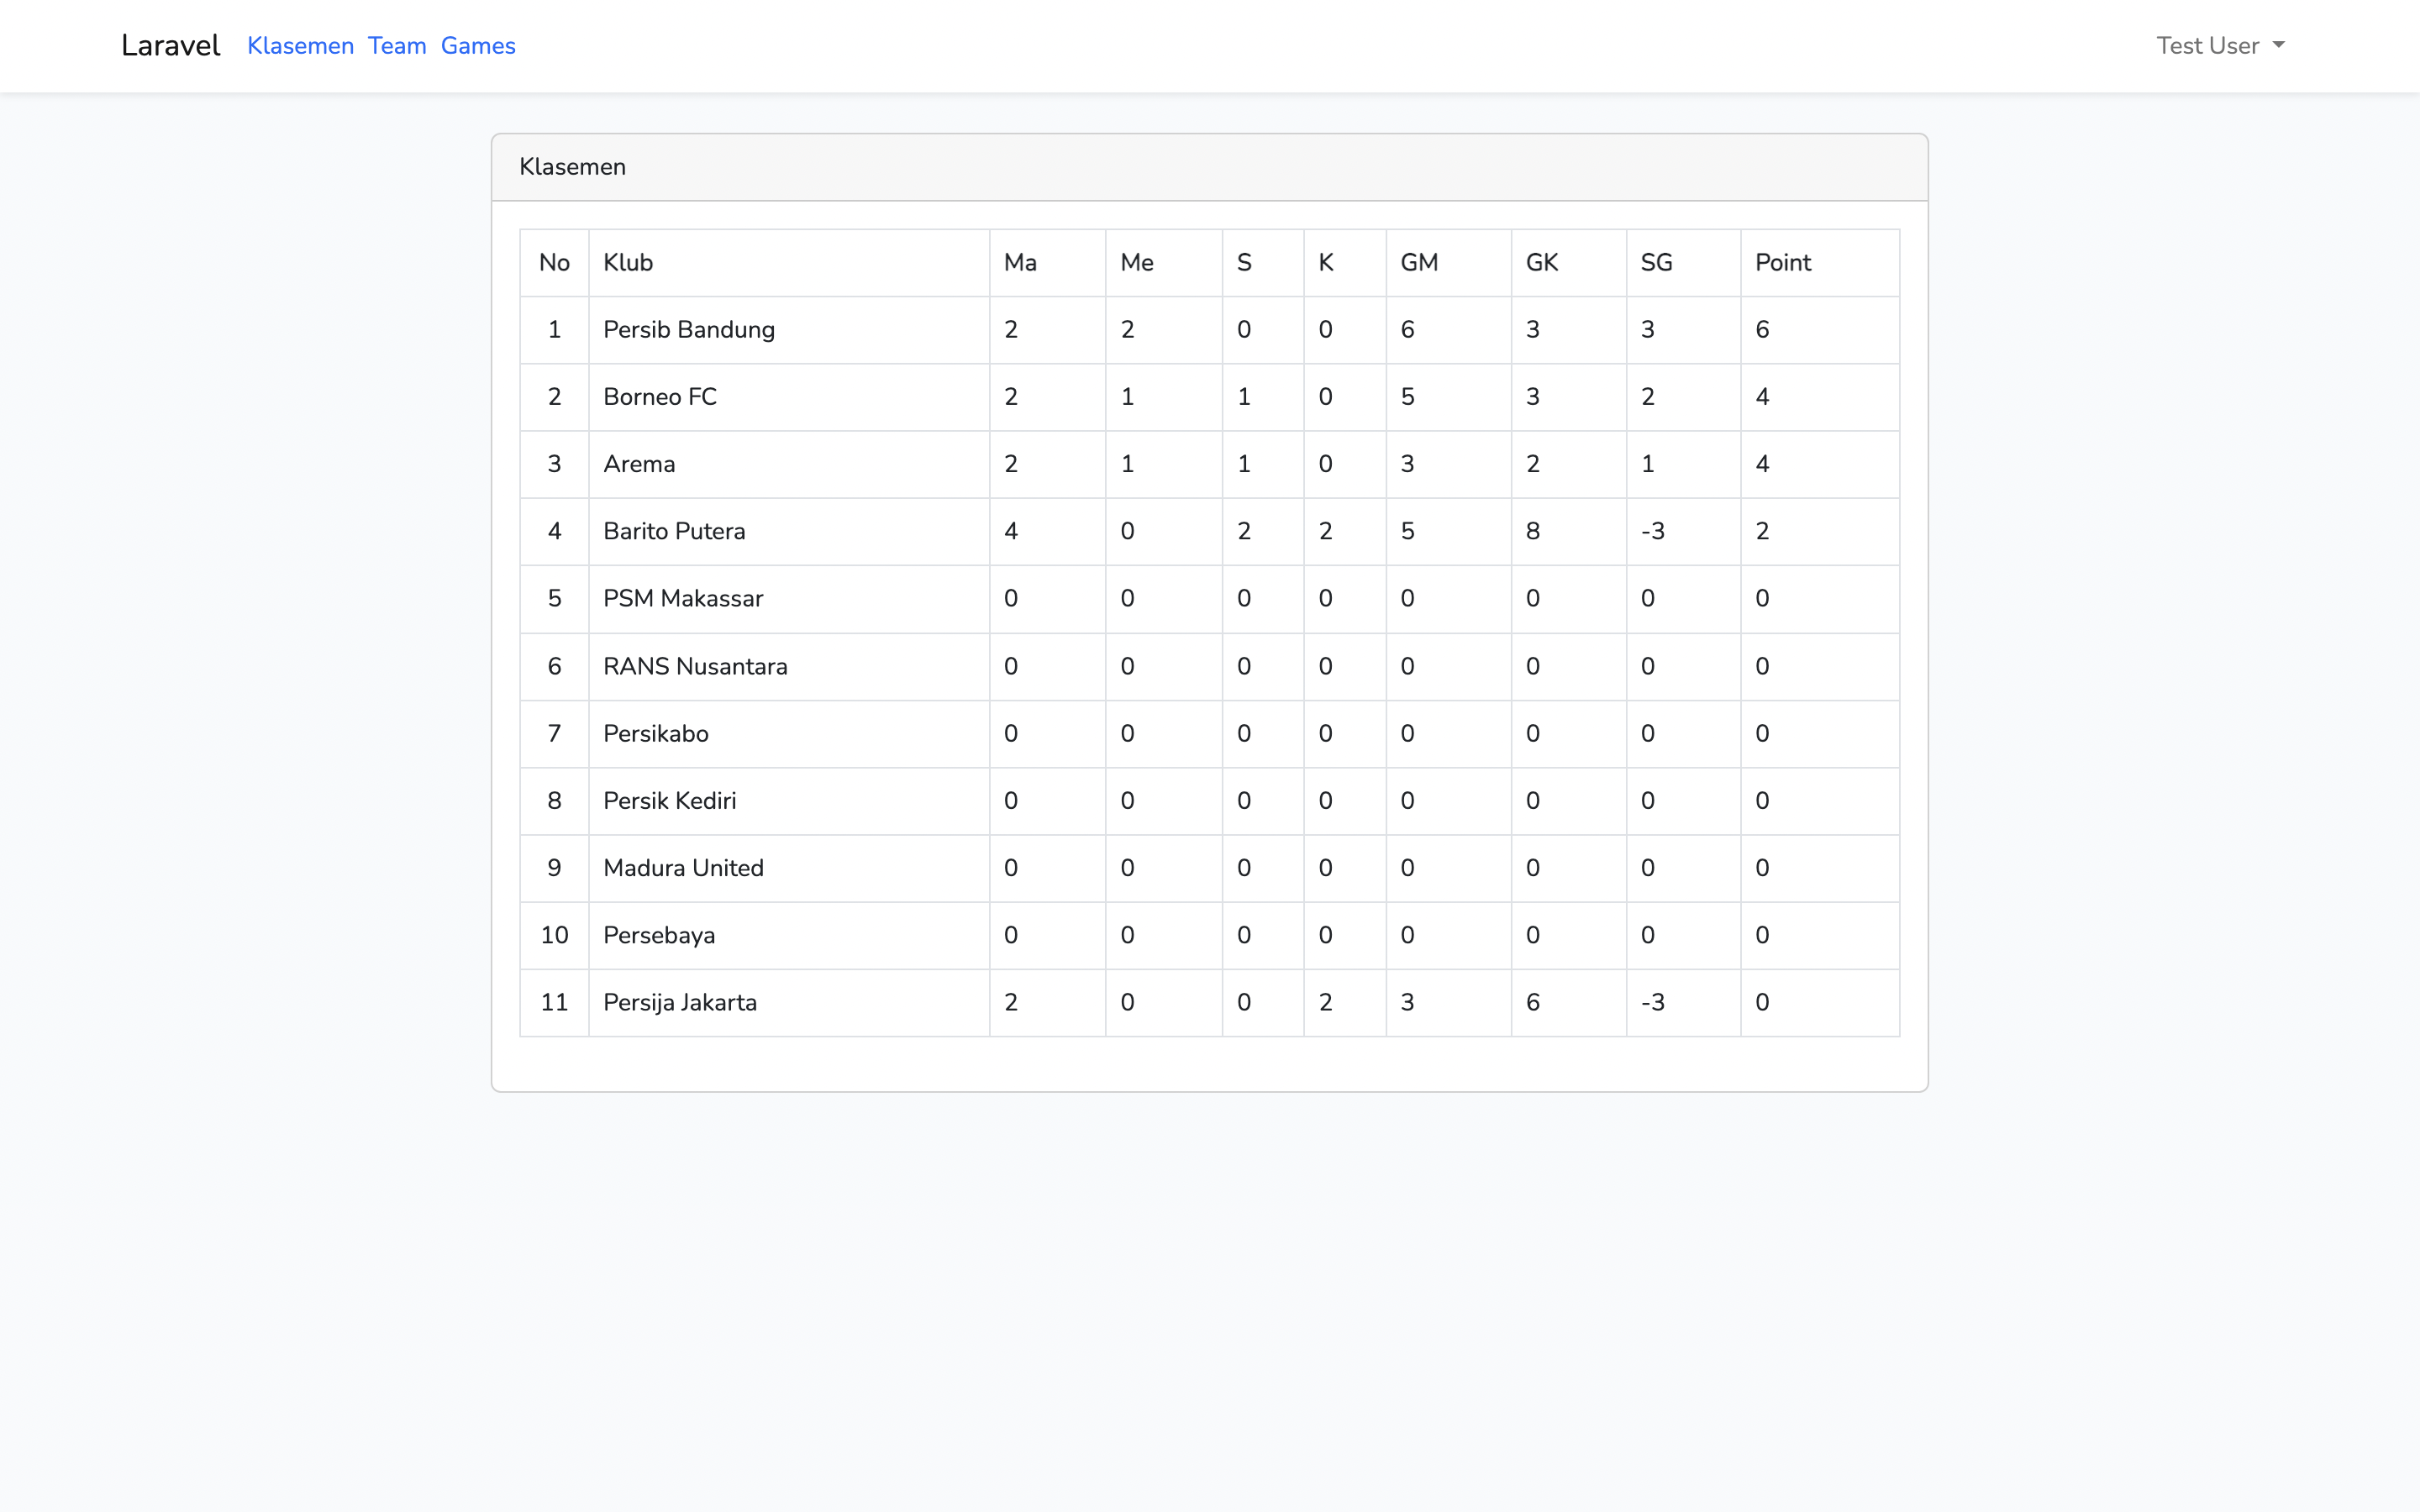 Laravel Klasemen Team Games Test User
Klasemen
No Klub Ma Me S K GM GK SG Point
1 Persib Bandung 2 2 0 0 6 3 3 6
2 Borneo FC 2 1 1 0 5 3 2 4
3 Arema 2 1 1 0 3 2 1 4
4 Barito Putera 4 0 2 2 5 8 -3 2
5 PSM Makassar 0 0 0 0 0 0 0 0
6 RANS Nusantara 0 0 0 0 0 0 0 0
7 Persikabo 0 0 0 0 0 0 0 0
8 Persik Kediri 0 0 0 0 0 0 0 0
9 Madura United 0 0 0 0 0 0 0 0
10 Persebaya 0 0 0 0 0 0 0 0
11 Persija Jakarta 2 0 0 2 3 6 -3 0